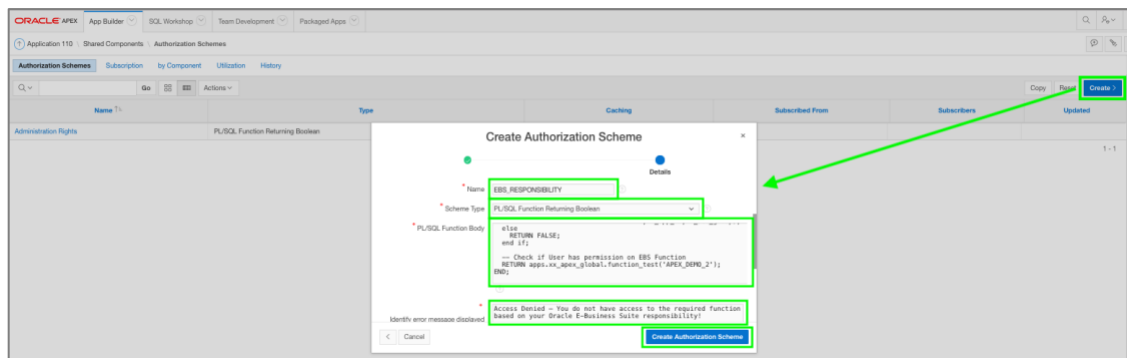 ORACLE APEX App Builder SQL Workshop Team Development Packaged Apps
Application 110 \ Shared Components \ Authorization Schemes
Authorization Schemes Subscription by Component Utilization History
Go Actions Copy Reset Create >
Name Type Caching Subscribed From Subscribers Updated
Administration Rights PL/SQL Function Returning Boolean
1 - 1
Create Authorization Scheme ×
Details
* Name EBS_RESPONSIBILITY
* Scheme Type PL/SQL Function Returning Boolean
* PL/SQL Function Body
else
RETURN FALSE;
end if;
-- Check if User has permission on EBS Function
RETURN apps.xx_apex_global.function_test('APEX_DEMO_2');
END;
* Identify error message displayed
Access Denied – You do not have access to the required function
based on your Oracle E-Business Suite responsibility!
< Cancel Create Authorization Scheme